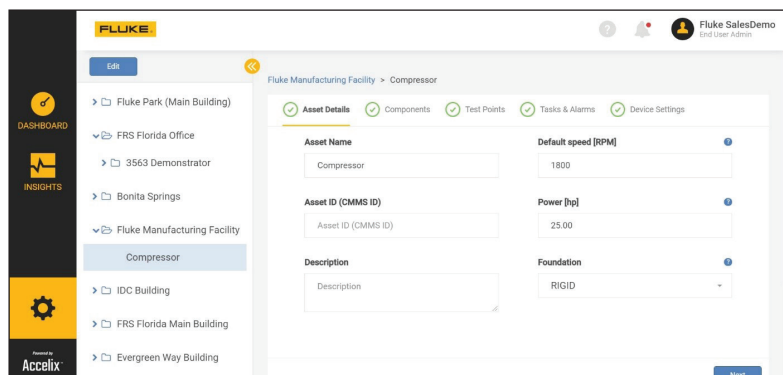 FLUKE®
Fluke SalesDemo
End User Admin
DASHBOARD
INSIGHTS
Powered by
Accelix
Edit
Fluke Park (Main Building)
FRS Florida Office
3563 Demonstrator
Bonita Springs
Fluke Manufacturing Facility
Compressor
IDC Building
FRS Florida Main Building
Evergreen Way Building
Fluke Manufacturing Facility > Compressor
Asset Details Components Test Points Tasks & Alarms Device Settings
Asset Name
Compressor
Default speed [RPM]
1800
Asset ID (CMMS ID)
Asset ID (CMMS ID)
Power [hp]
25.00
Description
Description
Foundation
RIGID
Next